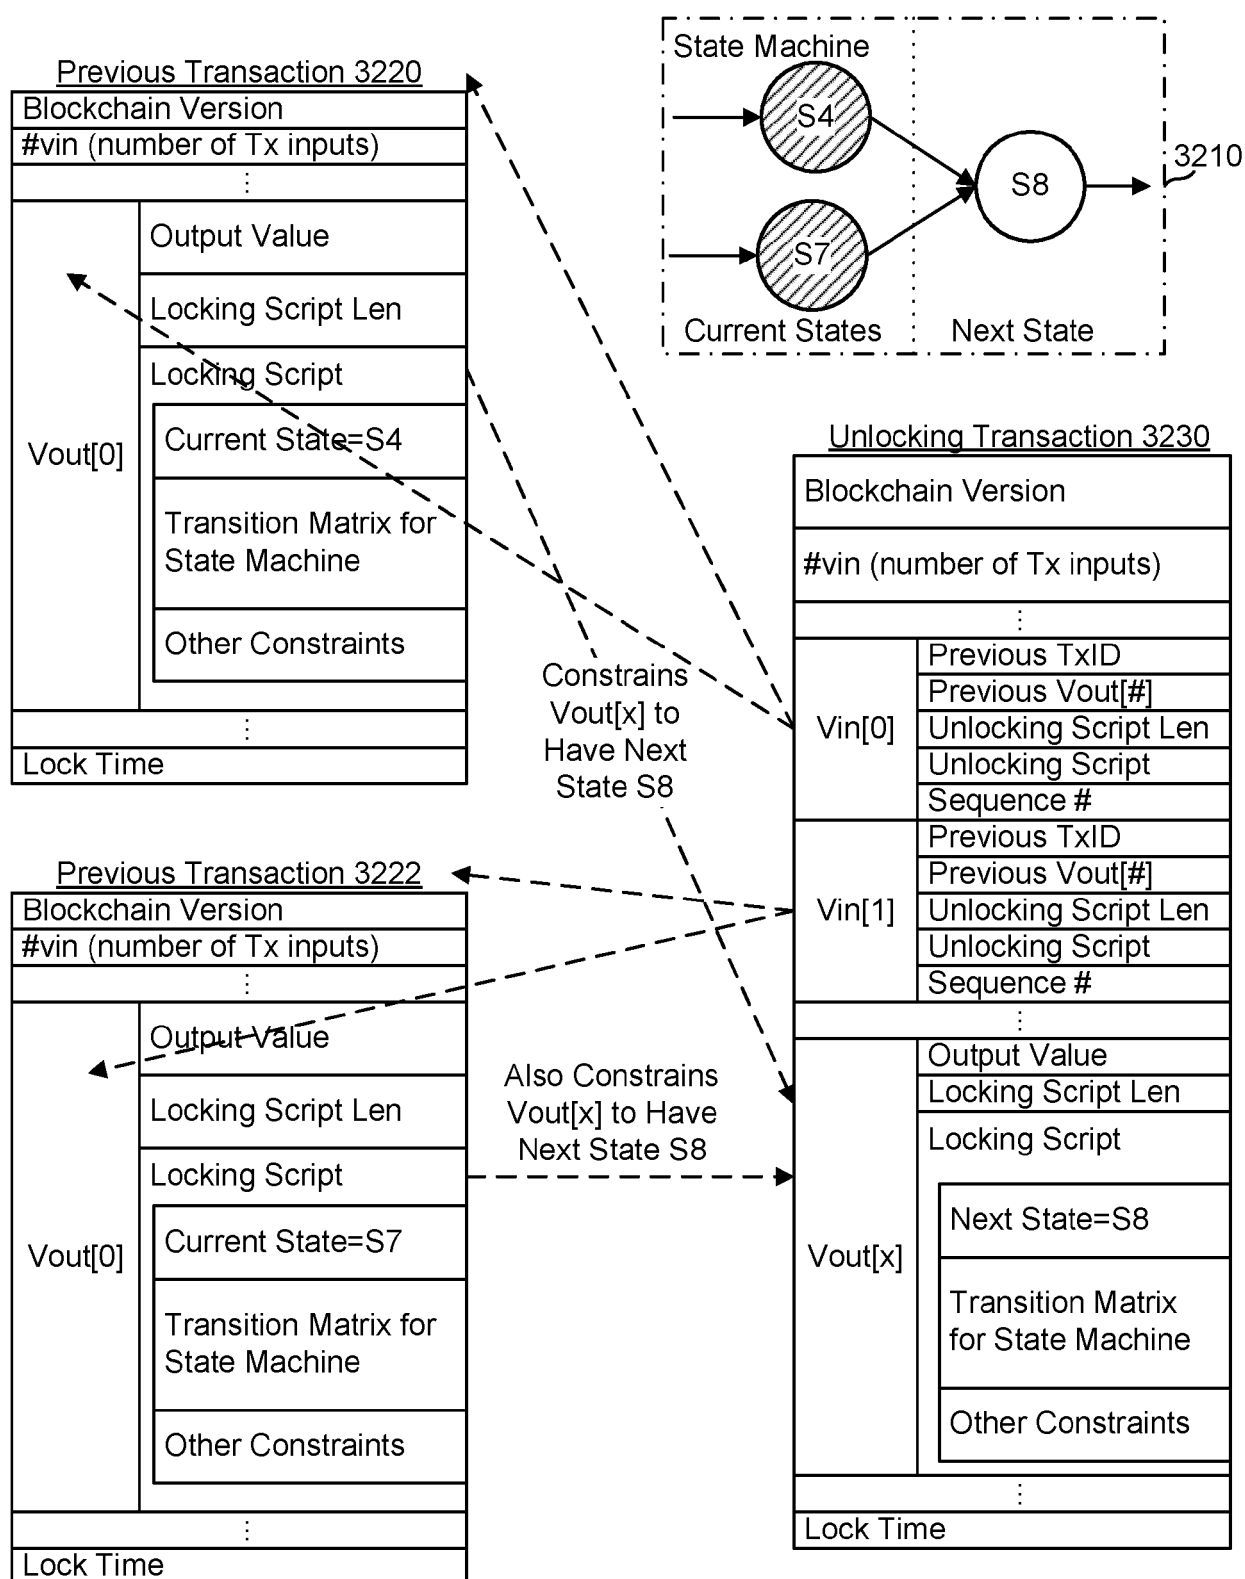 Previous Transaction 3220
Blockchain Version
#vin (number of Tx inputs)
⋮
Vout[0]
Output Value
Locking Script Len
Locking Script
Current State=S4
Transition Matrix for
State Machine
Other Constraints
⋮
Lock Time
State Machine
S4
S7
S8
Current States
Next State
3210
Constrains
Vout[x] to
Have Next
State S8
Previous Transaction 3222
Blockchain Version
#vin (number of Tx inputs)
⋮
Vout[0]
Output Value
Locking Script Len
Locking Script
Current State=S7
Transition Matrix for
State Machine
Other Constraints
⋮
Lock Time
Also Constrains
Vout[x] to Have
Next State S8
Unlocking Transaction 3230
Blockchain Version
#vin (number of Tx inputs)
⋮
Vin[0]
Previous TxID
Previous Vout[#]
Unlocking Script Len
Unlocking Script
Sequence #
Vin[1]
Previous TxID
Previous Vout[#]
Unlocking Script Len
Unlocking Script
Sequence #
⋮
Vout[x]
Output Value
Locking Script Len
Locking Script
Next State=S8
Transition Matrix
for State Machine
Other Constraints
⋮
Lock Time